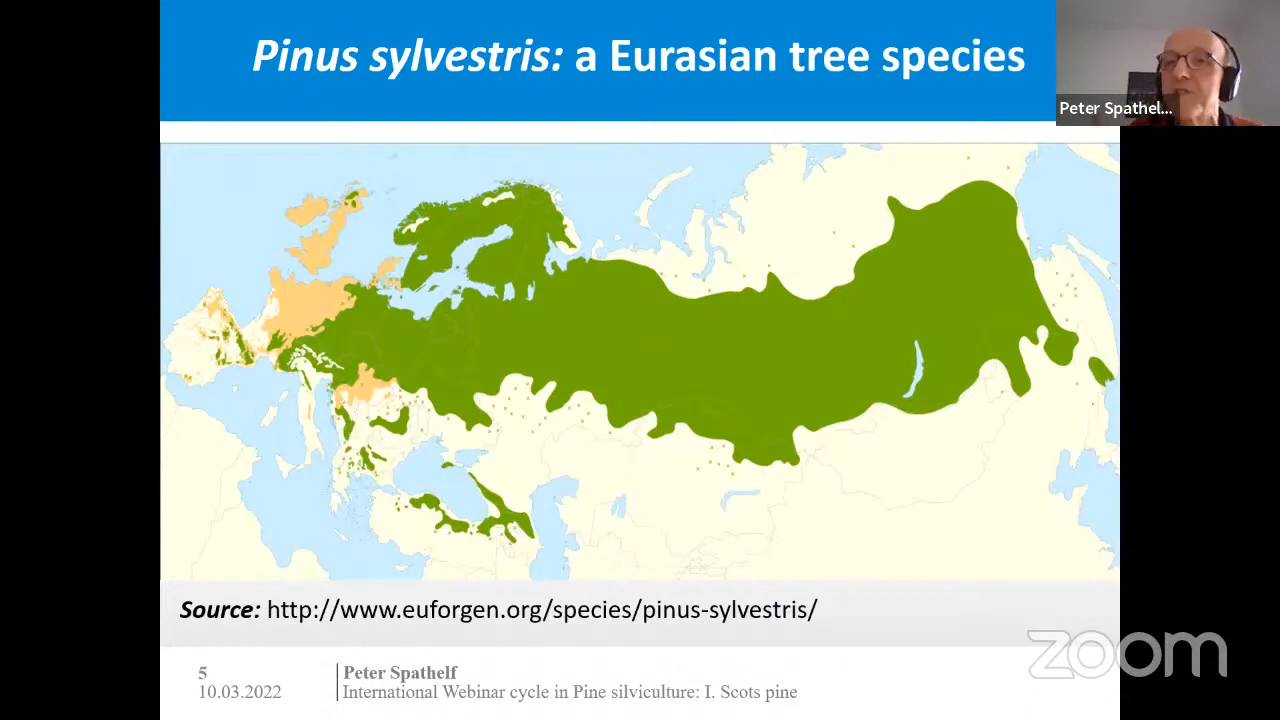 Pinus sylvestris: a Eurasian tree species
Peter Spathel...
Source: http://www.euforgen.org/species/pinus-sylvestris/
zoom
5
Peter Spathelf
10.03.2022
International Webinar cycle in Pine silviculture: I. Scots pine